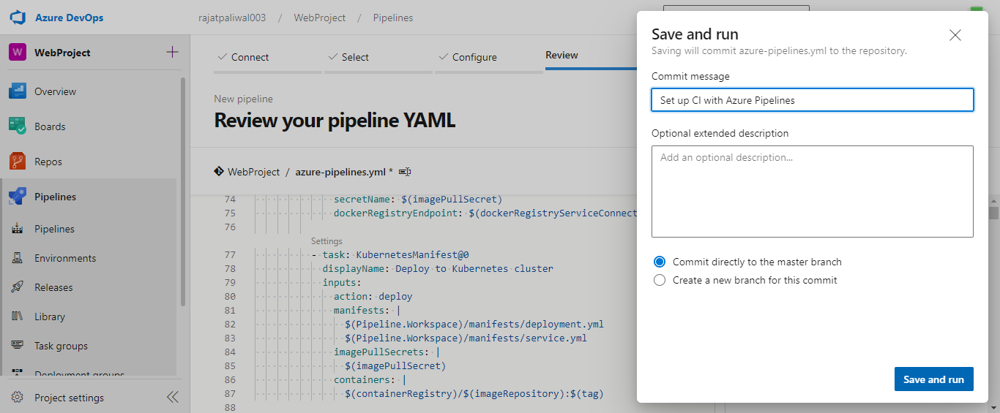 Azure DevOps
rajatpaliwal003 / WebProject / Pipelines
W WebProject
Overview
Boards
Repos
Pipelines
Pipelines
Environments
Releases
Library
Task groups
Deployment groups
Project settings
Connect Select Configure Review
New pipeline
Review your pipeline YAML
WebProject / azure-pipelines.yml *
74 secretName: $(imagePullSecret)
75 dockerRegistryEndpoint: $(dockerRegistryServiceConnect
76
Settings
77 - task: KubernetesManifest@0
78 displayName: Deploy to Kubernetes cluster
79 inputs:
80 action: deploy
81 manifests: |
82 $(Pipeline.Workspace)/manifests/deployment.yml
83 $(Pipeline.Workspace)/manifests/service.yml
84 imagePullSecrets: |
85 $(imagePullSecret)
86 containers: |
87 $(containerRegistry)/$(imageRepository):$(tag)
88
Save and run
Saving will commit azure-pipelines.yml to the repository.
Commit message
Set up CI with Azure Pipelines
Optional extended description
Add an optional description...
Commit directly to the master branch
Create a new branch for this commit
Save and run